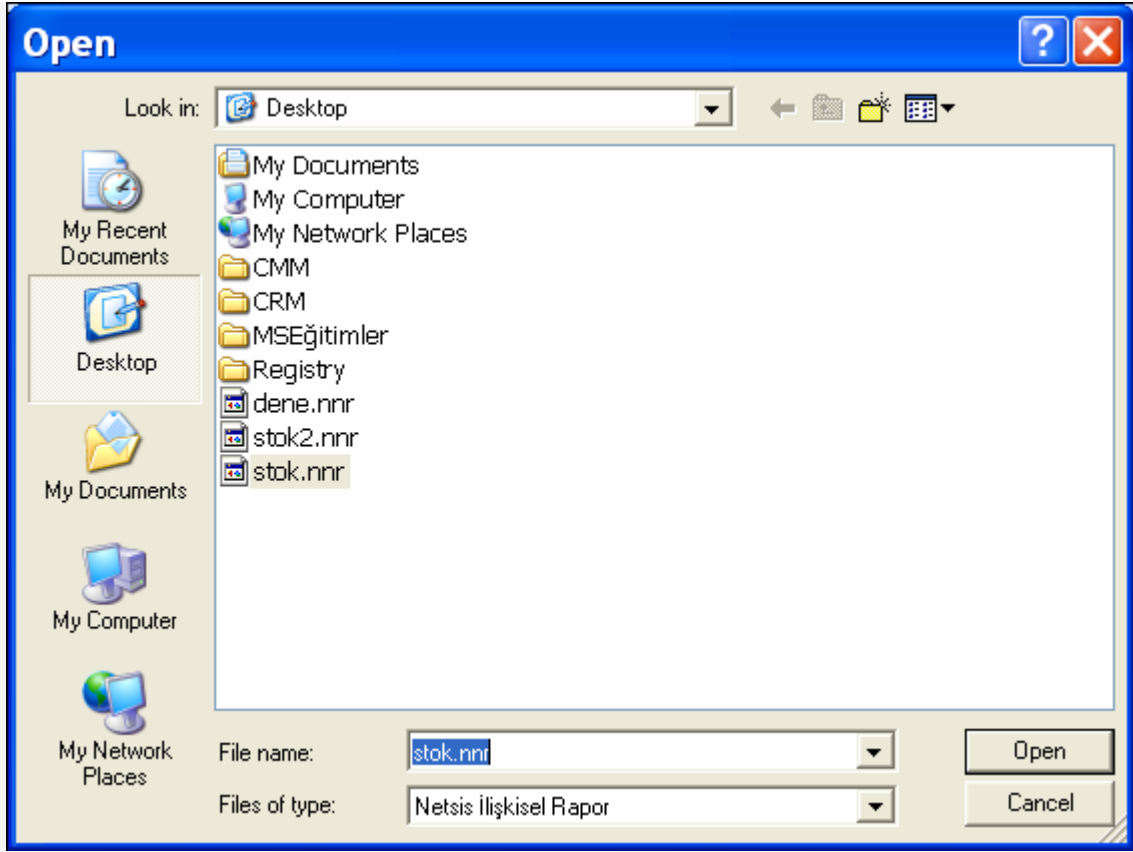 Open
Look in: Desktop
My Recent
Documents
Desktop
My Documents
My Computer
My Network
Places
My Documents
My Computer
My Network Places
CMM
CRM
MSEğitimler
Registry
dene.nnr
stok2.nnr
stok.nnr
File name: stok.nnr Open
Files of type: Netsis İlişkisel Rapor Cancel